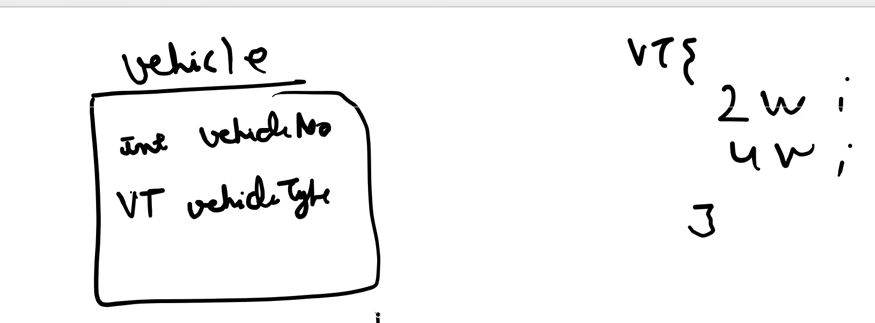 Vehicle
Int vehicleNo
VT vehicleType
VT{
2W ;
4W ;
}